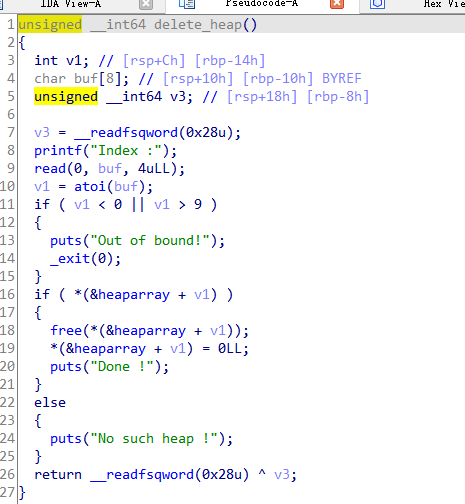 IDA View-A Pseudocode-A Hex Vie
1 unsigned __int64 delete_heap()
2 {
3 int v1; // [rsp+Ch] [rbp-14h]
4 char buf[8]; // [rsp+10h] [rbp-10h] BYREF
5 unsigned __int64 v3; // [rsp+18h] [rbp-8h]
6
7 v3 = __readfsqword(0x28u);
8 printf("Index :");
9 read(0, buf, 4uLL);
10 v1 = atoi(buf);
11 if ( v1 < 0 || v1 > 9 )
12 {
13 puts("Out of bound!");
14 _exit(0);
15 }
16 if ( *(&heaparray + v1) )
17 {
18 free(*(&heaparray + v1));
19 *(&heaparray + v1) = 0LL;
20 puts("Done !");
21 }
22 else
23 {
24 puts("No such heap !");
25 }
26 return __readfsqword(0x28u) ^ v3;
27 }